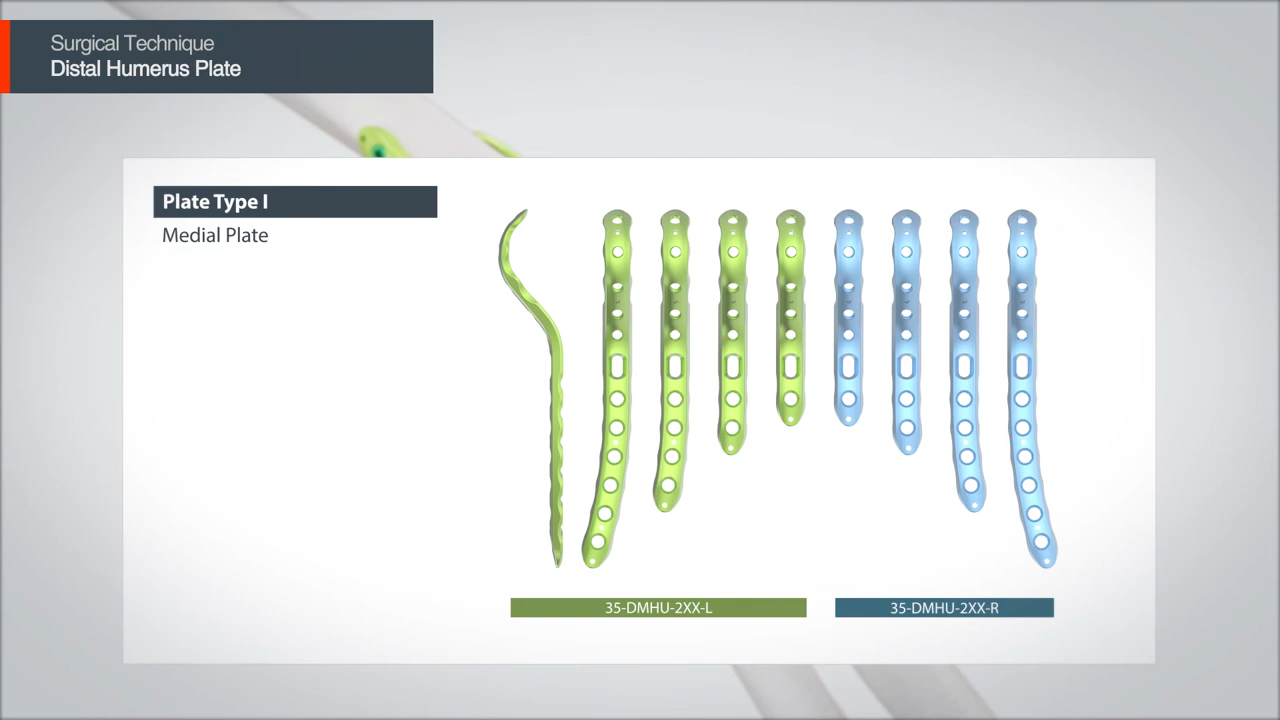 Surgical Technique
Distal Humerus Plate
Plate Type I
Medial Plate
35-DMHU-2XX-L
35-DMHU-2XX-R